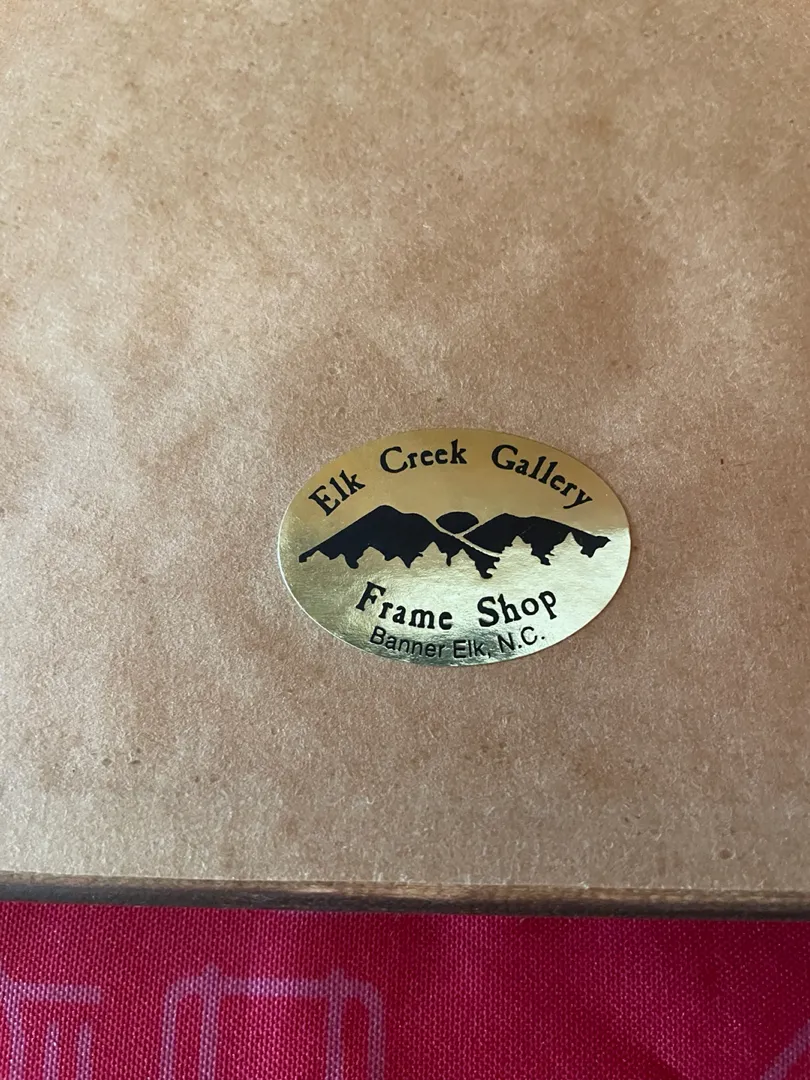 Elk Creek Gallery
Frame Shop
Banner Elk, N.C.